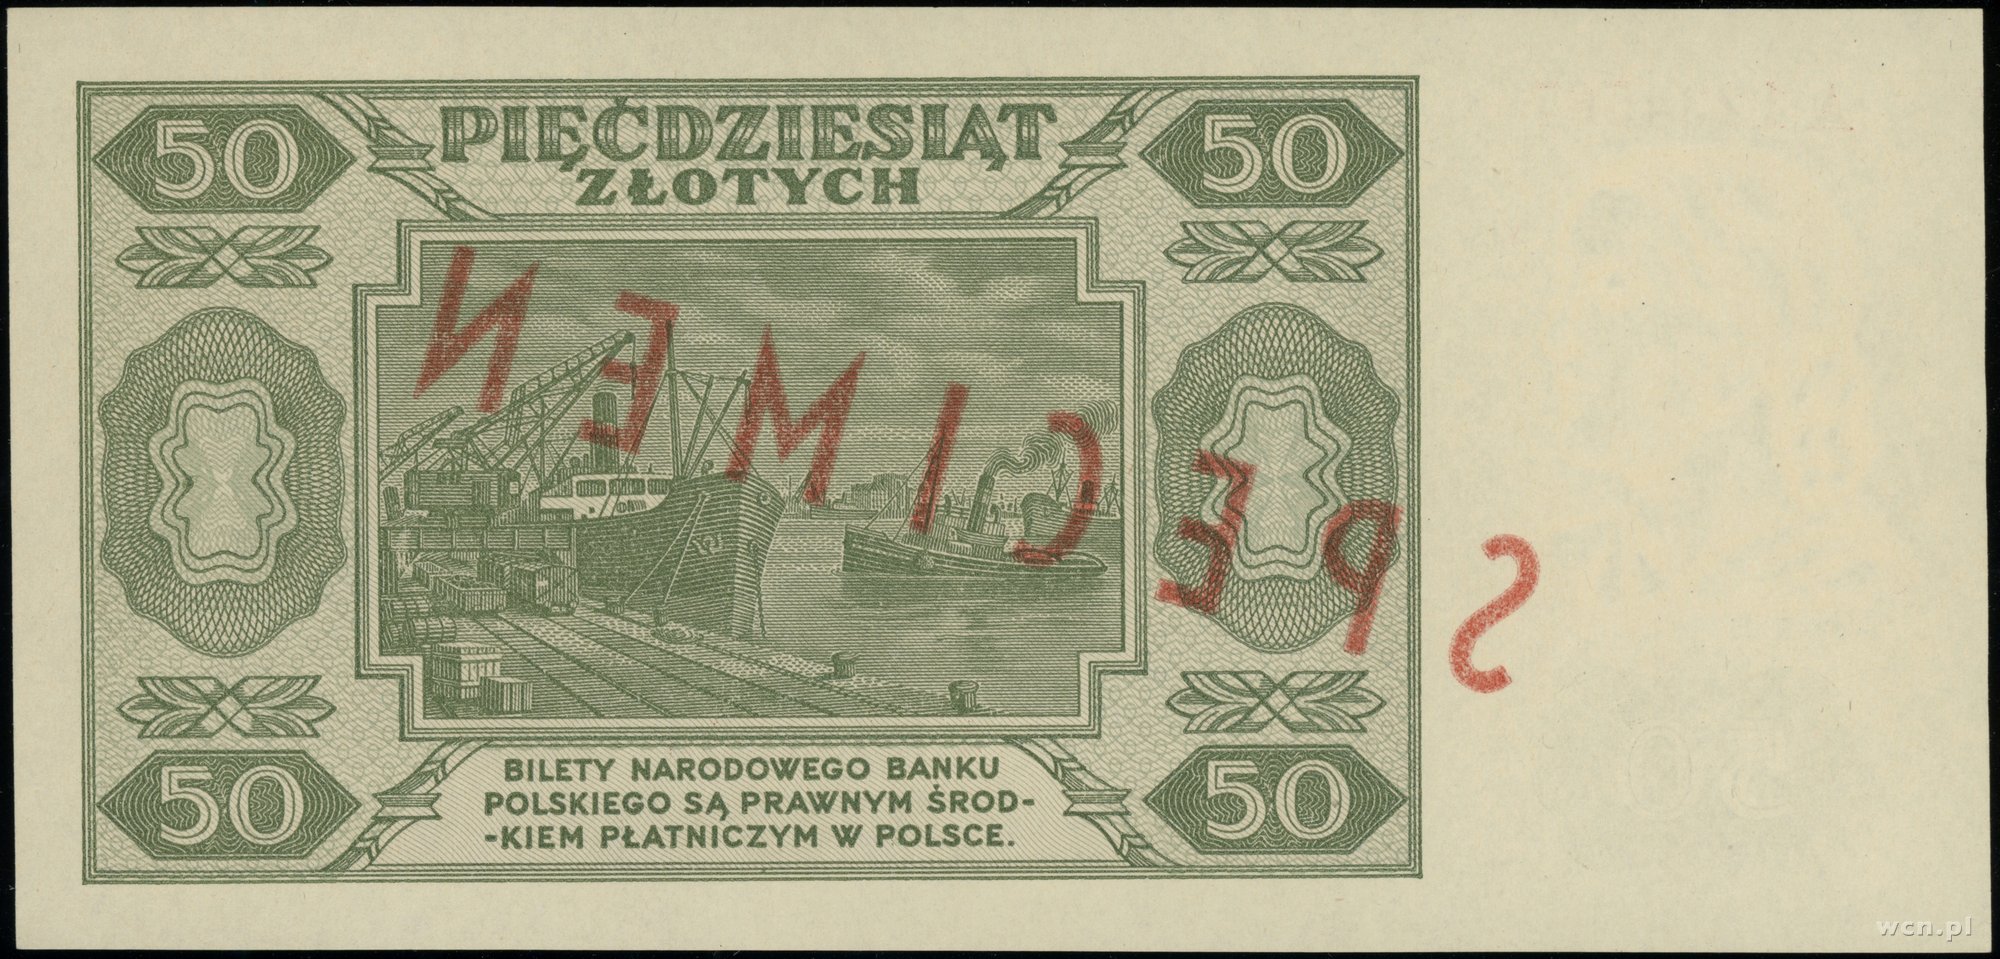 50 PIĘĆDZIESIĄT 50
ZŁOTYCH
SPECIMEN
50 BILETY NARODOWEGO BANKU 50
POLSKIEGO SĄ PRAWNYM ŚROD-
-KIEM PŁATNICZYM W POLSCE.
50
wcn.pl